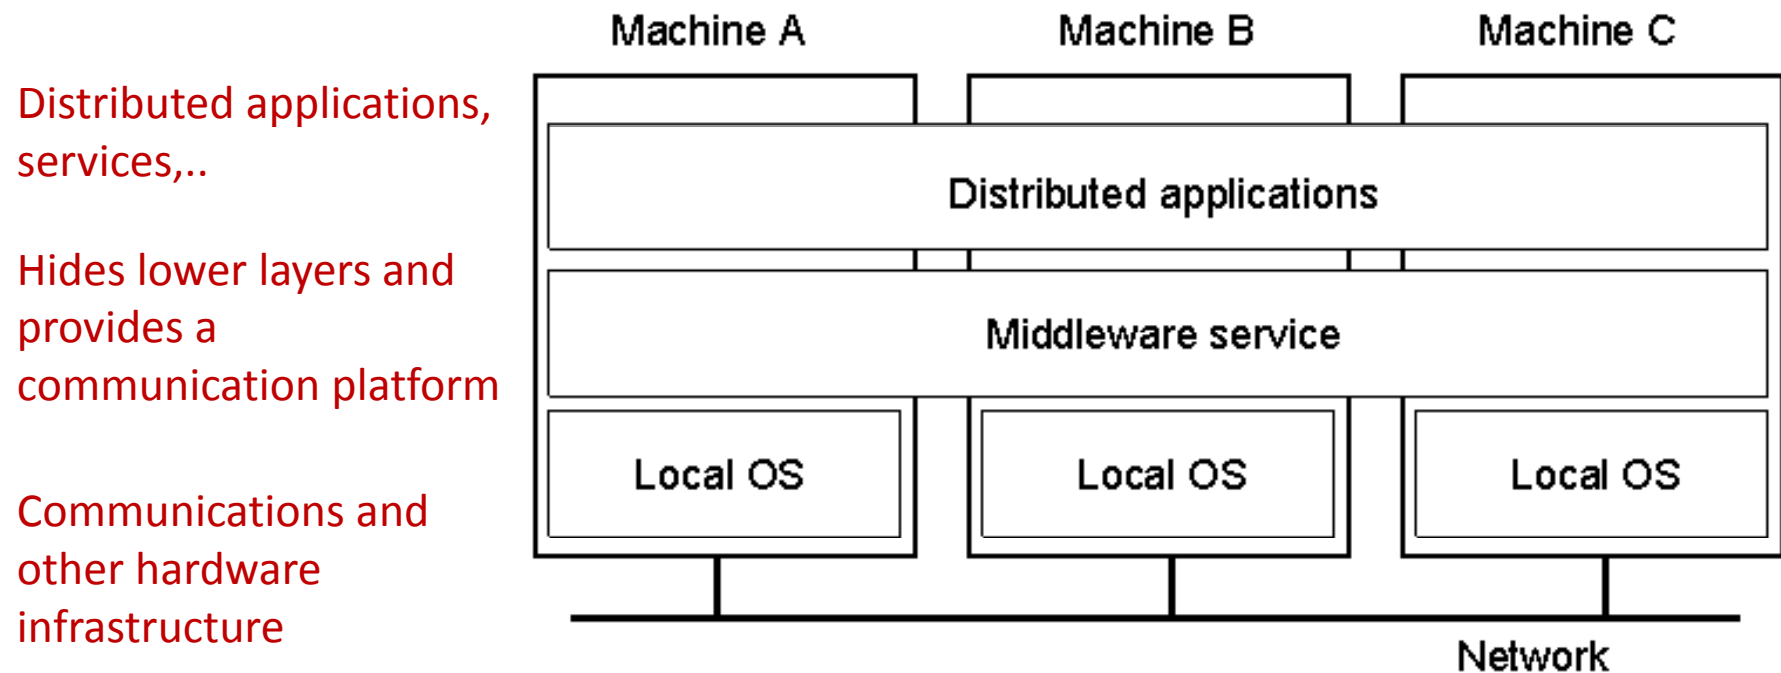 Machine A
Machine B
Machine C
Distributed applications,
services,..
Distributed applications
Hides lower layers and
provides a
communication platform
Middleware service
Local OS
Local OS
Local OS
Communications and
other hardware
infrastructure
Network